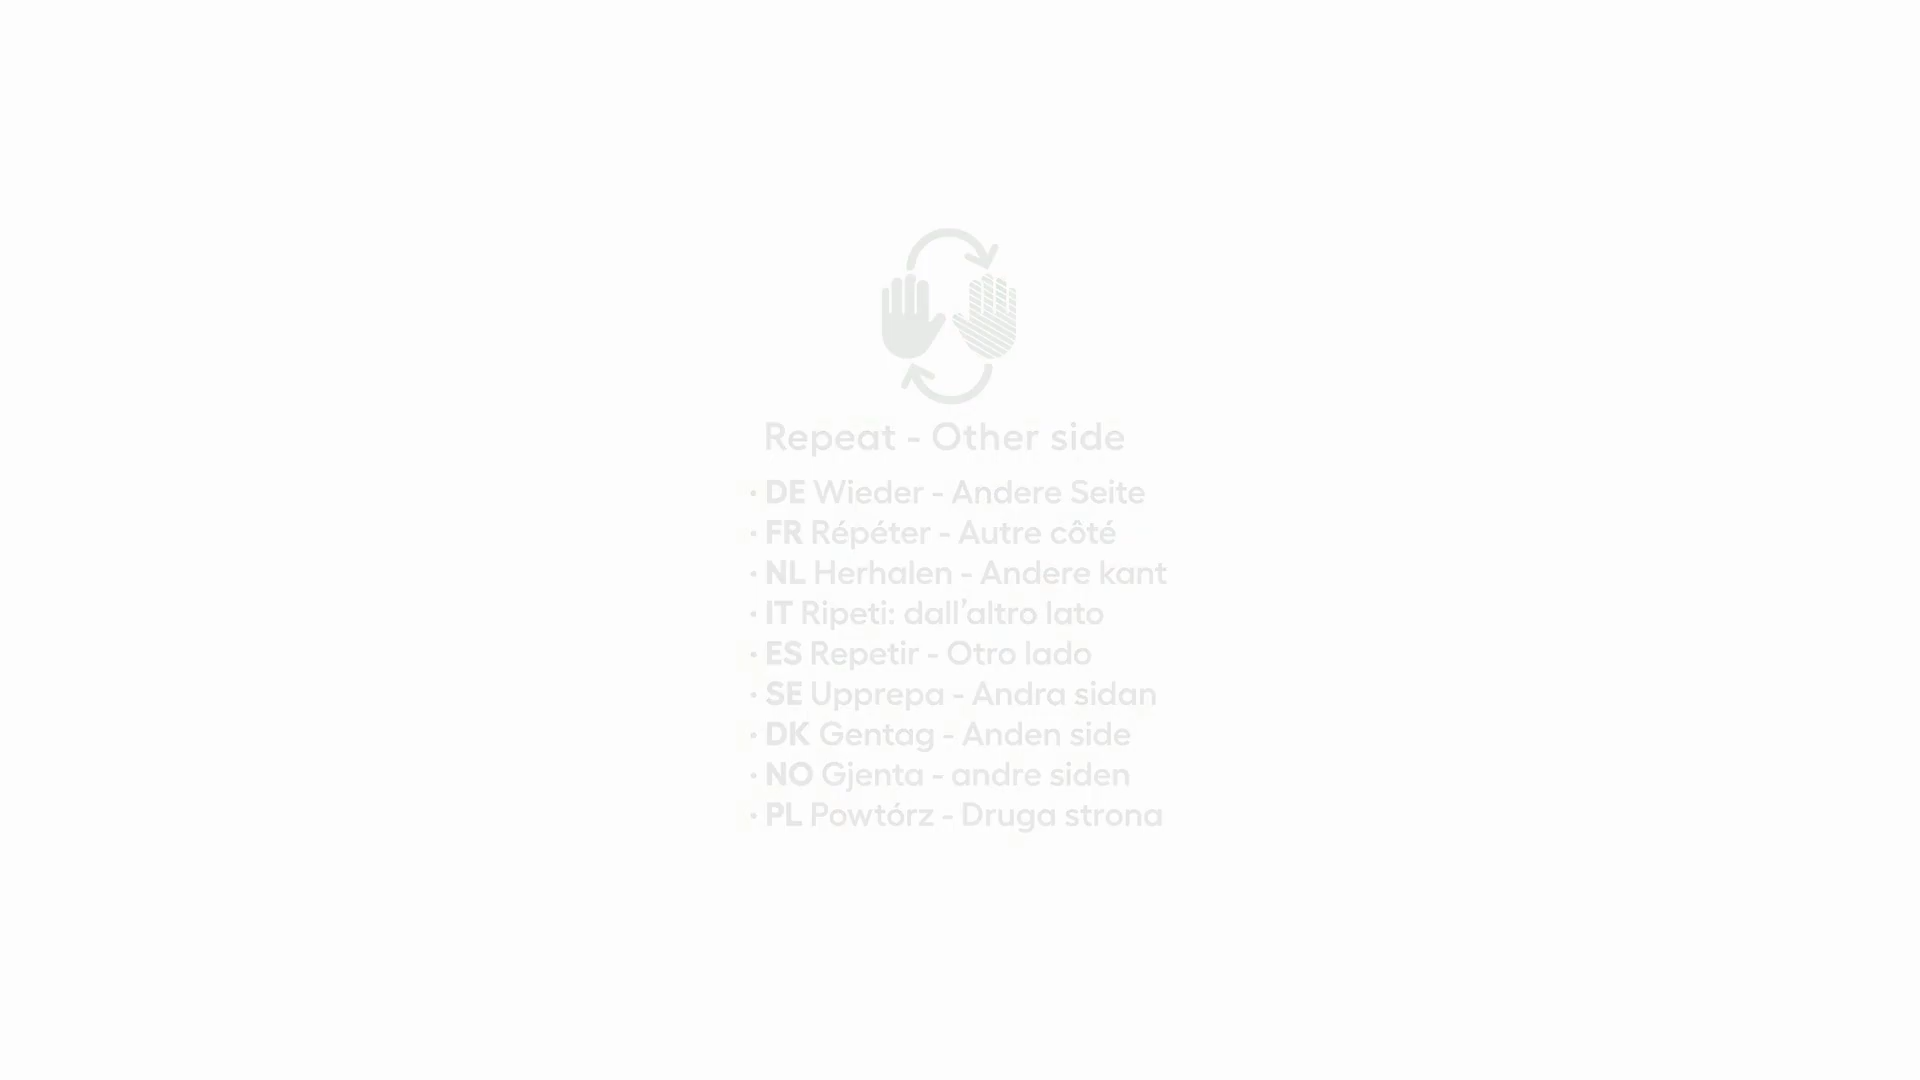 Repeat - Other side
· DE Wieder - Andere Seite
· FR Répéter - Autre côté
· NL Herhalen - Andere kant
· IT Ripeti: dall’altro lato
· ES Repetir - Otro lado
· SE Upprepa - Andra sidan
· DK Gentag - Anden side
· NO Gjenta - andre siden
· PL Powtórz - Druga strona